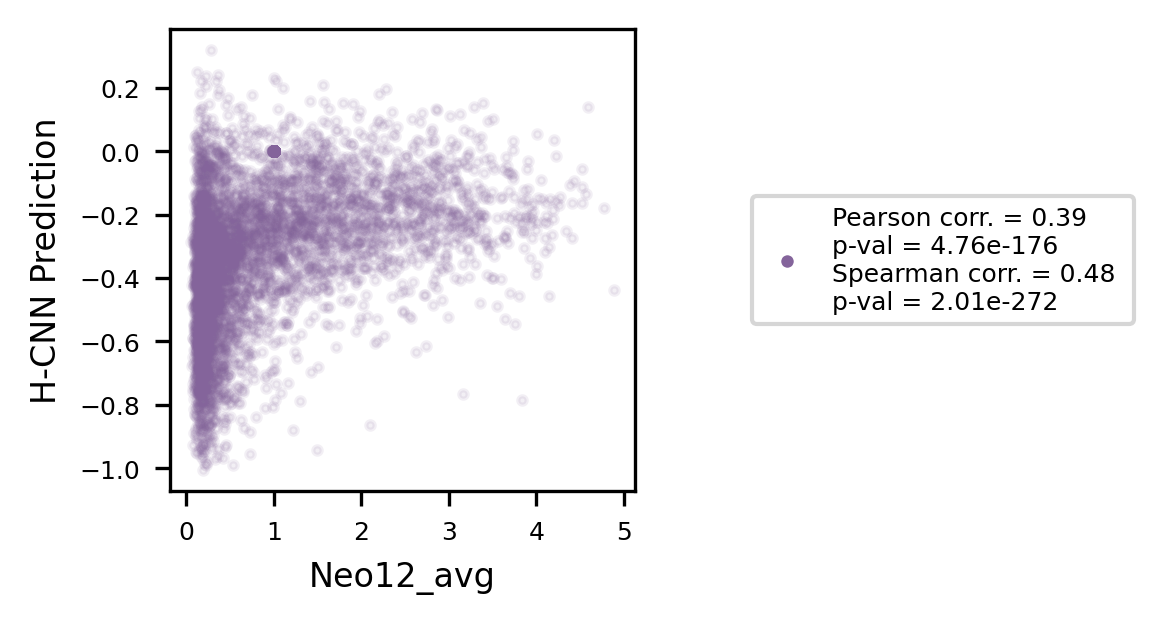 H-CNN Prediction
0.2
0.0
−0.2
−0.4
−0.6
−0.8
−1.0
0 1 2 3 4 5
Neo12_avg
Pearson corr. = 0.39
p-val = 4.76e-176
Spearman corr. = 0.48
p-val = 2.01e-272